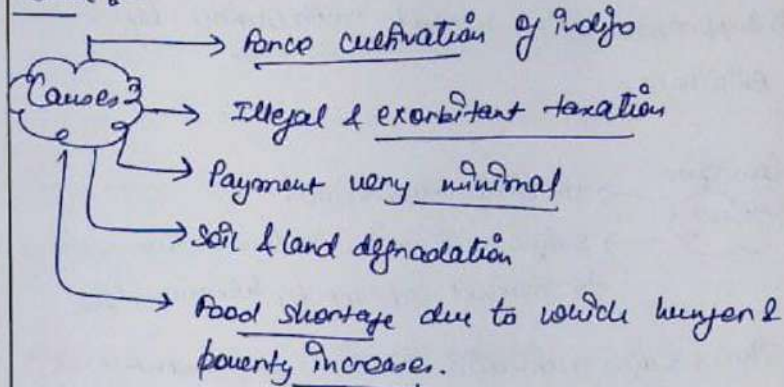 Force cultivation of indigo
Causes
Illegal & exorbitant taxation
Payment very minimal
Soil & land degradation
Food shortage due to which hunger &
poverty increases.